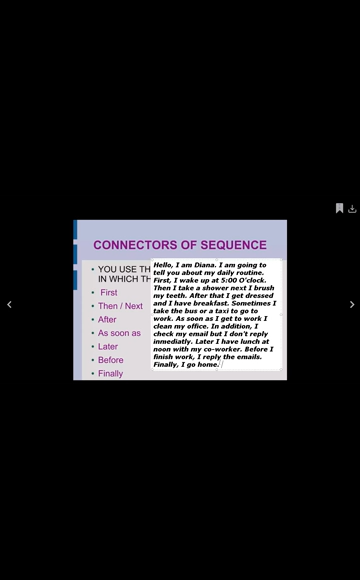 CONNECTORS OF SEQUENCE
YOU USE TH
IN WHICH TH
First
Then / Next
After
As soon as
Later
Before
Finally
Hello, I am Diana. I am going to
tell you about my daily routine.
First, I wake up at 5:00 O'clock.
Then I take a shower next I brush
my teeth. After that I get dressed
and I have breakfast. Sometimes I
take the bus or a taxi to go to
work. As soon as I get to work I
clean my office. In addition, I
check my email but I don't reply
inmediatly. Later I have lunch at
noon with my co-worker. Before I
finish work, I reply the emails.
Finally, I go home.